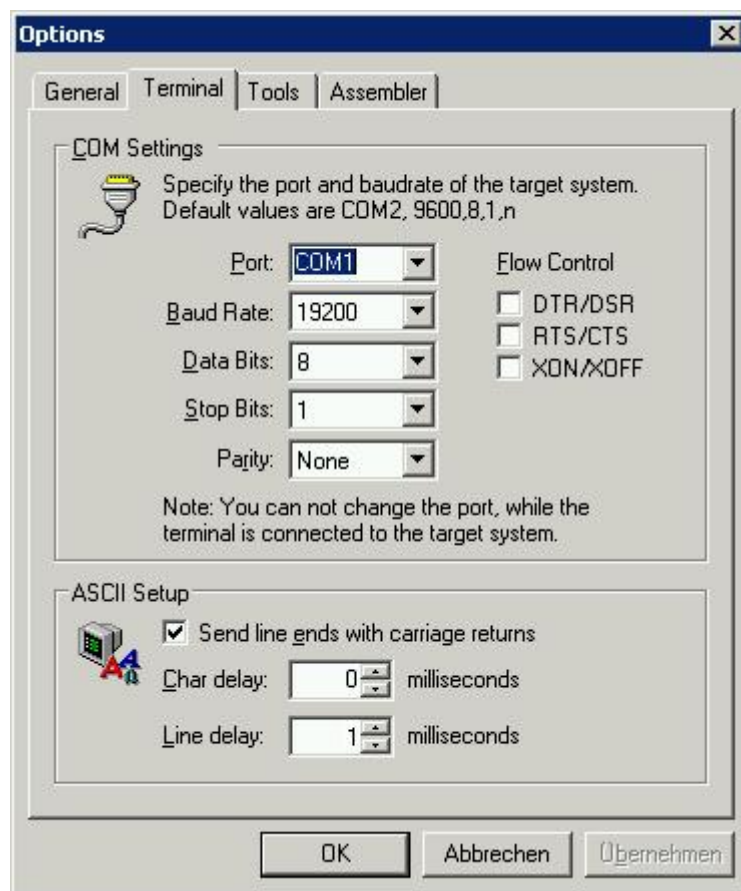 Options
General Terminal Tools Assembler
COM Settings
Specify the port and baudrate of the target system.
Default values are COM2, 9600,8,1,n
Port: COM1 Flow Control
Baud Rate: 19200 DTR/DSR
RTS/CTS
Data Bits: 8 XON/XOFF
Stop Bits: 1
Parity: None
Note: You can not change the port, while the
terminal is connected to the target system.
ASCII Setup
Send line ends with carriage returns
Char delay: 0 milliseconds
Line delay: 1 milliseconds
OK Abbrechen Übernehmen